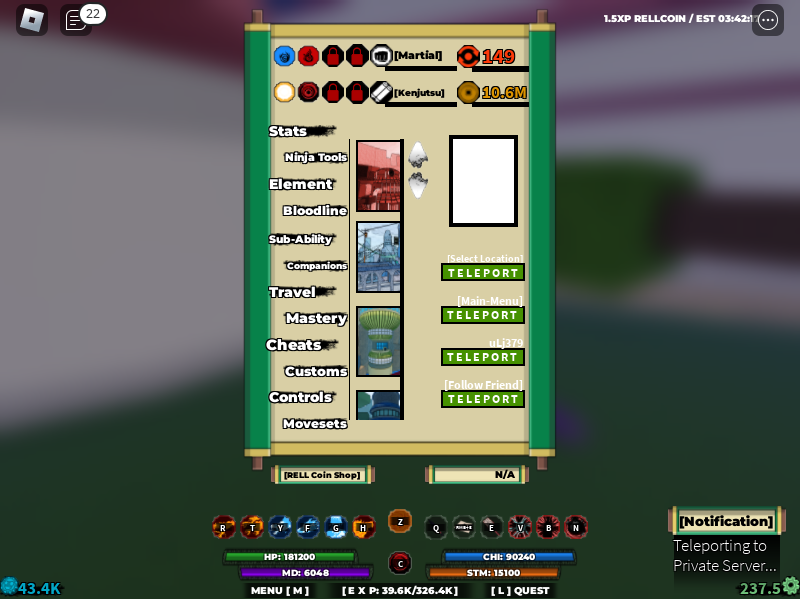 22
1.5XP RELLCOIN / EST 03:42:
[Martial]
149
[Kenjutsu]
10.6M
Stats
Ninja Tools
Element
Bloodline
Sub-Ability
Companions
Travel
Mastery
Cheats
Customs
Controls
Movesets
[Select Location]
TELEPORT
[Main-Menu]
TELEPORT
uLj379
TELEPORT
[Follow Friend]
TELEPORT
[RELL Coin Shop]
N/A
R T Y F G H Z Q E V B N
C
HP: 181200
CHI: 90240
MD: 6048
STM: 15100
MENU [ M ]
[ E X P: 39.6K/326.4K]
[ L ] QUEST
[Notification]
Teleporting to
Private Server...
43.4K
237.5